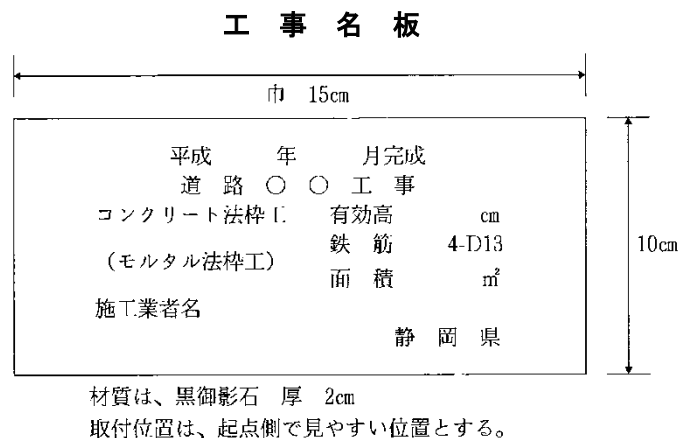 工事名板
巾 15cm
平成 年 月完成
道路○○工事
コンクリート法枠工 有効高 cm
鉄筋 4-D13
(モルタル法枠工)
面積 ㎡
施工業者名
静岡県
10cm
材質は、黒御影石 厚 2cm
取付位置は、起点側で見やすい位置とする。